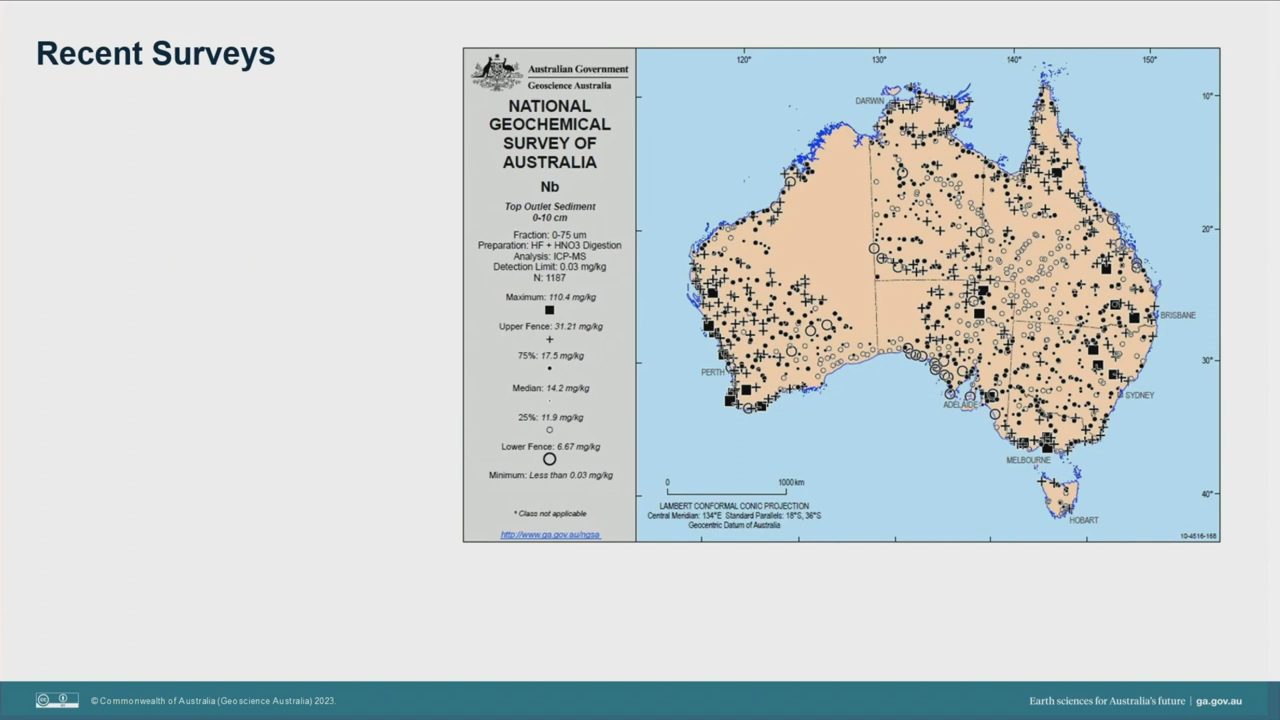 Recent Surveys
Australian Government
Geoscience Australia
NATIONAL
GEOCHEMICAL
SURVEY OF
AUSTRALIA
Nb
Top Outlet Sediment
0-10 cm
Fraction: 0-75 um
Preparation: HF + HNO3 Digestion
Analysis: ICP-MS
Detection Limit: 0.03 mg/kg
N: 1187
Maximum: 110.4 mg/kg
Upper Fence: 31.21 mg/kg
75%: 17.5 mg/kg
Median: 14.2 mg/kg
25%: 11.9 mg/kg
Lower Fence: 6.67 mg/kg
Minimum: Less than 0.03 mg/kg
* Class not applicable
http://www.ga.gov.au/ngsa
120° 130° 140° 150°
DARWIN
10°
20°
BRISBANE
30°
PERTH
SYDNEY
ADELAIDE
MELBOURNE
0 1000 km
40°
LAMBERT CONFORMAL CONIC PROJECTION
Central Meridian: 134°E Standard Parallels: 18°S, 36°S
Geocentric Datum of Australia
HOBART
10-4516-168
© Commonwealth of Australia (Geoscience Australia) 2023.
Earth sciences for Australia's future | ga.gov.au